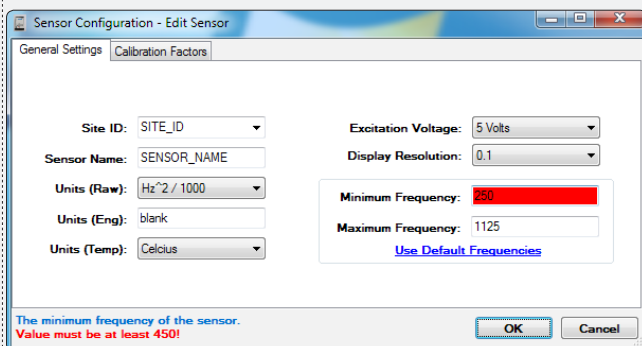 Sensor Configuration - Edit Sensor
General Settings Calibration Factors
Site ID: SITE_ID
Sensor Name: SENSOR_NAME
Units (Raw): Hz^2 / 1000
Units (Eng): blank
Units (Temp): Celcius
Excitation Voltage: 5 Volts
Display Resolution: 0.1
Minimum Frequency: 250
Maximum Frequency: 1125
Use Default Frequencies
The minimum frequency of the sensor.
Value must be at least 450!
OK Cancel